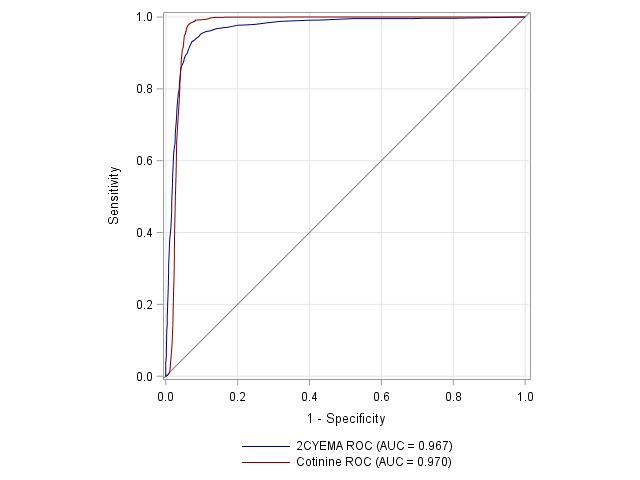 1.0
0.8
0.6
0.4
0.2
0.0
Sensitivity
0.0 0.2 0.4 0.6 0.8 1.0
1 - Specificity
2CYEMA ROC (AUC = 0.967)
Cotinine ROC (AUC = 0.970)